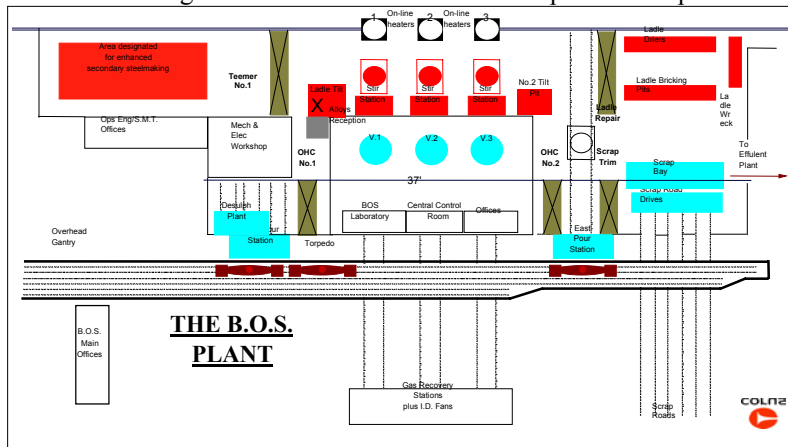 1
On-line
heaters
2
On-line
heaters
3
Area designated
for enhanced
secondary steelmaking
Teemer
No.1
Ladle Tilt
X
Stir
Station
Stir
Station
Stir
Station
No.2 Tilt
Pit
Ladle
Driers
Ladle Bricking
Pits
La
dle Wr
eck
Ops Eng/S.M.T.
Offices
Mech &
Elec
Workshop
Alloys
Reception
OHC
No.1
V.1
V.2
V.3
OHC
No.2
Ladle
Repair
Scrap
Trim
To
Effulent
Plant
Scrap
Bay
Scrap Road
Drives
37'
Desulph
Plant
Station
BOS
Laboratory
Central Control
Room
Offices
East
Pour
Station
Overhead
Gantry
Torpedo
THE B.O.S.
PLANT
B.O.S.
Main
Offices
Gas Recovery
Stations
plus I.D. Fans
Scrap
Roads